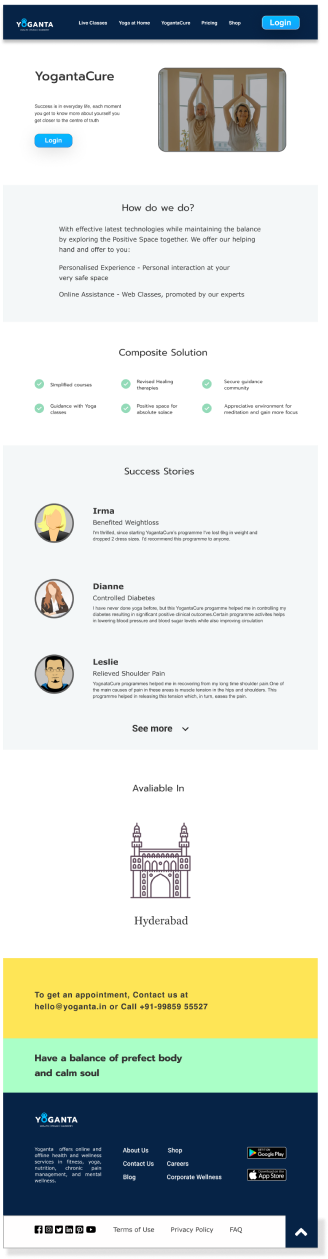 YOGANTA
Live Classes Yoga at Home YogantaCure Pricing Shop Login
YogantaCure
Success is in everyday life, each moment
you get to know more about yourself you
get closer to the centre of truth
Login
How do we do?
With effective latest technologies while maintaining the balance
by exploring the Positive Space together. We offer our helping
hand and offer to you:
Personalised Experience - Personal interaction at your
very safe space
Online Assistance - Web Classes, promoted by our experts
Composite Solution
Simplified courses
Revised Healing
therapies
Secure guidance
community
Guidance with Yoga
classes
Positive space for
absolute solace
Appreciative environment for
meditation and gain more focus
Success Stories
Irma
Benefited Weightloss
I'm thrilled, since starting YogantaCure's programme I've lost 8kg in weight and
dropped 2 dress sizes. I'd recommend this programme to anyone.
Dianne
Controlled Diabetes
I have never done yoga before, but this YogantaCure progamme helped me in controlling my
diabetes resulting in significant positive clinical outcomes.Certain programme activites helps
in lowering blood pressure and blood sugar levels while also improving circulation
Leslie
Relieved Shoulder Pain
YogantaCure programmes helped me in recovering from my long time shoulder pain.One of
the main causes of pain in these areas is muscle tension in the hips and shoulders. This
programme helped in releasing this tension which, in turn, eases the pain.
See more
Avaliable In
Hyderabad
To get an appointment, Contact us at
hello@yoganta.in or Call +91-99859 55527
Have a balance of prefect body
and calm soul
YOGANTA
Yoganta offers online and
offline health and wellness
services in fitness, yoga,
nutrition, chronic pain
management, and mental
wellness.
About Us
Contact Us
Blog
Shop
Careers
Corporate Wellness
Google Play
App Store
Terms of Use Privacy Policy FAQ